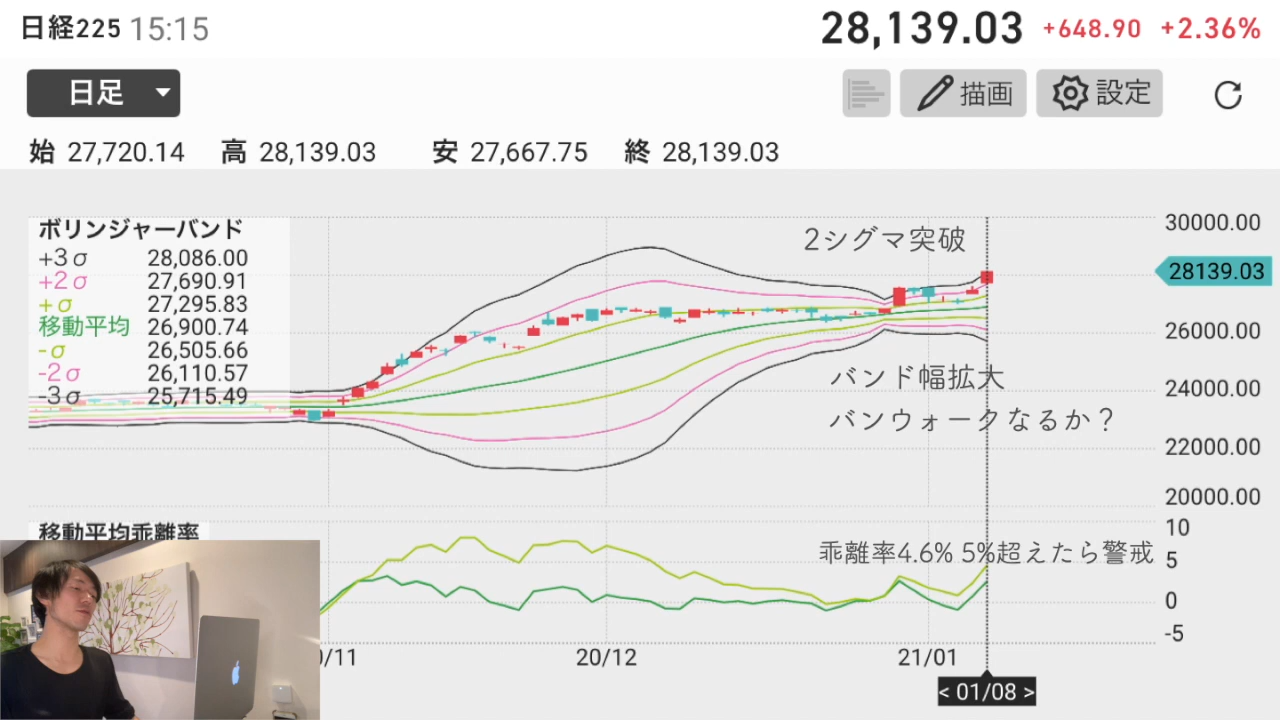 日経225 15:15 28,139.03 +648.90 +2.36%
日足 描画 設定
始 27,720.14 高 28,139.03 安 27,667.75 終 28,139.03
ボリンジャーバンド
+3σ 28,086.00
+2σ 27,690.91
+σ 27,295.83
移動平均 26,900.74
-σ 26,505.66
-2σ 26,110.57
-3σ 25,715.49
2シグマ突破
30000.00
28139.03
26000.00
24000.00
22000.00
20000.00
バンド幅拡大
バンウォークなるか？
移動平均乖離率
乖離率4.6% 5%超えたら警戒
10
5
0
-5
/11 20/12 21/01
< 01/08 >